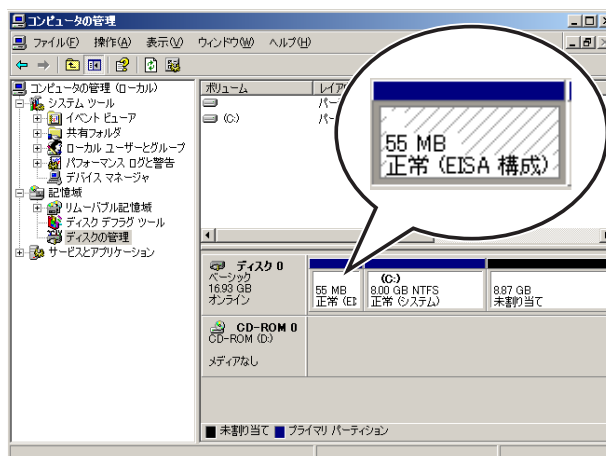 コンピュータの管理
ファイル(F) 操作(A) 表示(V) ウィンドウ(W) ヘルプ(H)
コンピュータの管理 (ローカル)
システム ツール
イベント ビューア
共有フォルダ
ローカル ユーザーとグループ
パフォーマンス ログと警告
デバイス マネージャ
記憶域
リムーバブル記憶域
ディスク デフラグ ツール
ディスクの管理
サービスとアプリケーション
ボリューム
(C:)
55 MB
正常 (EISA 構成)
ディスク 0
ベーシック
16.93 GB
オンライン
55 MB
正常 (EI
(C:)
8.00 GB NTFS
正常 (システム)
8.87 GB
未割り当て
CD-ROM 0
CD-ROM (D:)
メディアなし
未割り当て プライマリ パーティション